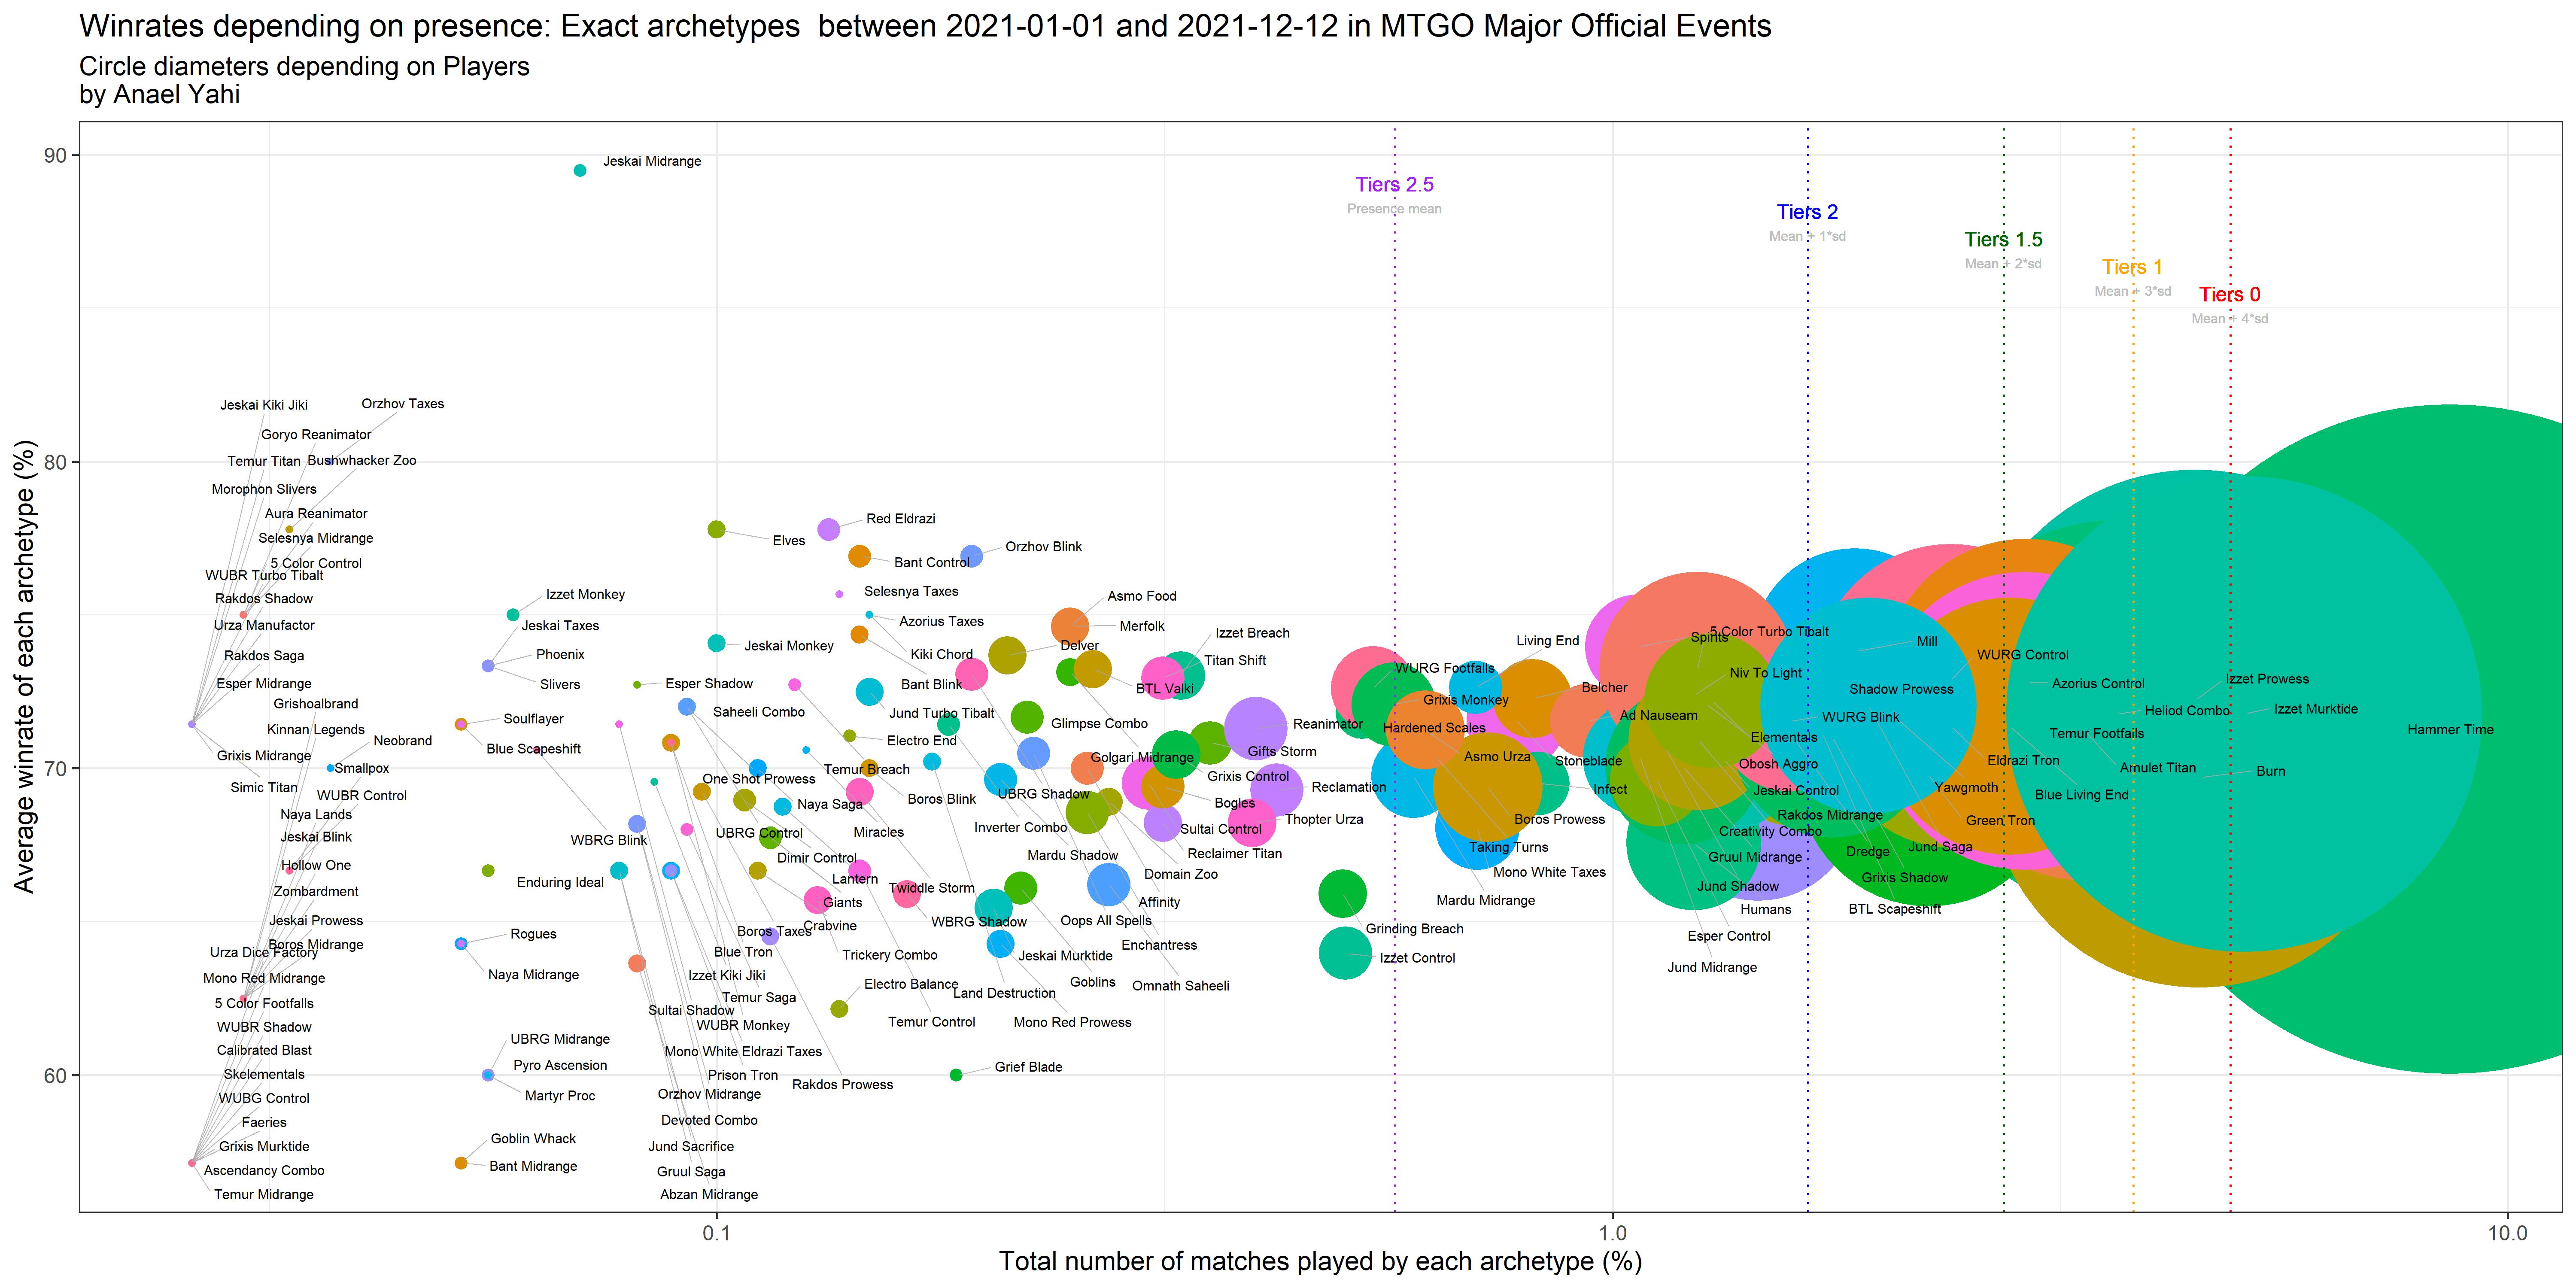 Winrates depending on presence: Exact archetypes  between 2021-01-01 and 2021-12-12 in MTGO Major Official Events
Circle diameters depending on Players
by Anael Yahi
Average winrate of each archetype (%)
90
80
70
60
0.1
1.0
10.0
Total number of matches played by each archetype (%)
Tiers 2.5
Presence mean
Tiers 2
Mean + 1*sd
Tiers 1.5
Mean + 2*sd
Tiers 1
Mean + 3*sd
Tiers 0
Mean + 4*sd
Jeskai Midrange
Jeskai Kiki Jiki
Orzhov Taxes
Goryo Reanimator
Temur Titan
Bushwhacker Zoo
Morophon Slivers
Aura Reanimator
Selesnya Midrange
5 Color Control
WUBR Turbo Tibalt
Rakdos Shadow
Urza Manufactor
Rakdos Saga
Esper Midrange
Grishoalbrand
Kinnan Legends
Neobrand
Grixis Midrange
Smallpox
Simic Titan
WUBR Control
Naya Lands
Jeskai Blink
Hollow One
Zombardment
Jeskai Prowess
Boros Midrange
Urza Dice Factory
Mono Red Midrange
5 Color Footfalls
WUBR Shadow
Calibrated Blast
Skelementals
WUBG Control
Faeries
Grixis Murktide
Ascendancy Combo
Temur Midrange
Izzet Monkey
Jeskai Taxes
Phoenix
Slivers
Soulflayer
Blue Scapeshift
WBRG Blink
Enduring Ideal
Rogues
Naya Midrange
UBRG Midrange
Pyro Ascension
Martyr Proc
Goblin Whack
Bant Midrange
Elves
Red Eldrazi
Bant Control
Orzhov Blink
Selesnya Taxes
Azorius Taxes
Jeskai Monkey
Kiki Chord
Esper Shadow
Bant Blink
Saheeli Combo
Jund Turbo Tibalt
Electro End
One Shot Prowess
Temur Breach
Naya Saga
Boros Blink
UBRG Control
Miracles
Dimir Control
Lantern
Twiddle Storm
Giants
Crabvine
WBRG Shadow
Boros Taxes
Blue Tron
Trickery Combo
Izzet Kiki Jiki
Electro Balance
Temur Saga
Sultai Shadow
WUBR Monkey
Temur Control
Mono White Eldrazi Taxes
Prison Tron
Rakdos Prowess
Orzhov Midrange
Devoted Combo
Jund Sacrifice
Gruul Saga
Abzan Midrange
Grief Blade
Asmo Food
Merfolk
Delver
Izzet Breach
Titan Shift
BTL Valki
Glimpse Combo
Reanimator
Golgari Midrange
Gifts Storm
Grixis Control
Reclamation
UBRG Shadow
Bogles
Inverter Combo
Sultai Control
Thopter Urza
Mardu Shadow
Reclaimer Titan
Domain Zoo
Affinity
Oops All Spells
Enchantress
Jeskai Murktide
Goblins
Omnath Saheeli
Land Destruction
Mono Red Prowess
Grinding Breach
Izzet Control
Living End
WURG Footfalls
Belcher
Grixis Monkey
Ad Nauseam
Hardened Scales
Asmo Urza
Stoneblade
Infect
Boros Prowess
Taking Turns
Mono White Taxes
Mardu Midrange
5 Color Turbo Tibalt
Spirits
Mill
WURG Control
Niv To Light
Shadow Prowess
Azorius Control
Izzet Prowess
WURG Blink
Heliod Combo
Izzet Murktide
Elementals
Temur Footfalls
Hammer Time
Obosh Aggro
Eldrazi Tron
Amulet Titan
Burn
Jeskai Control
Yawgmoth
Blue Living End
Rakdos Midrange
Green Tron
Creativity Combo
Gruul Midrange
Dredge
Jund Saga
Jund Shadow
Grixis Shadow
Humans
BTL Scapeshift
Esper Control
Jund Midrange